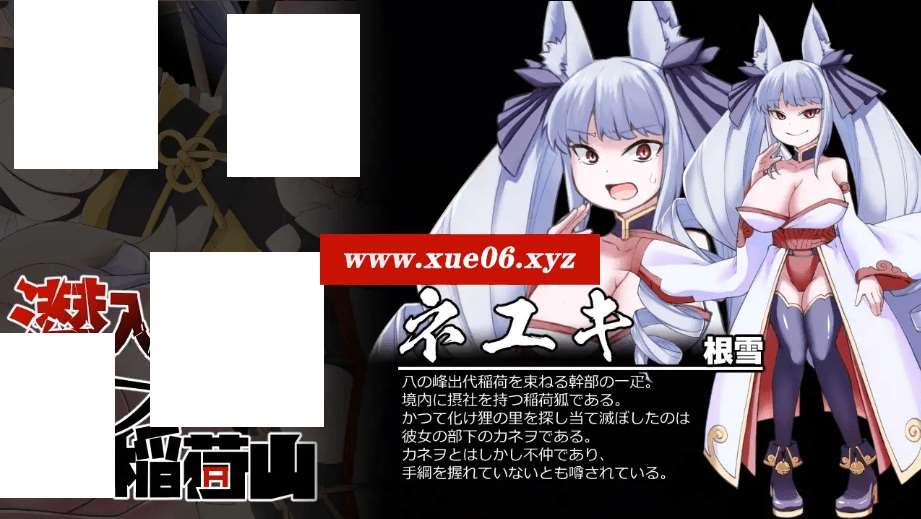 www.xue06.xyz
ネユキ
根雪
八の峰出代稲荷を束ねる幹部の一疋。
境内に摂社を持つ稲荷狐である。
かつて化け狸の里を探し当て滅ぼしたのは
彼女の部下のカネヲである。
カネヲとはしかし不仲であり、
手綱を握れていないとも噂されている。
入
稲荷山